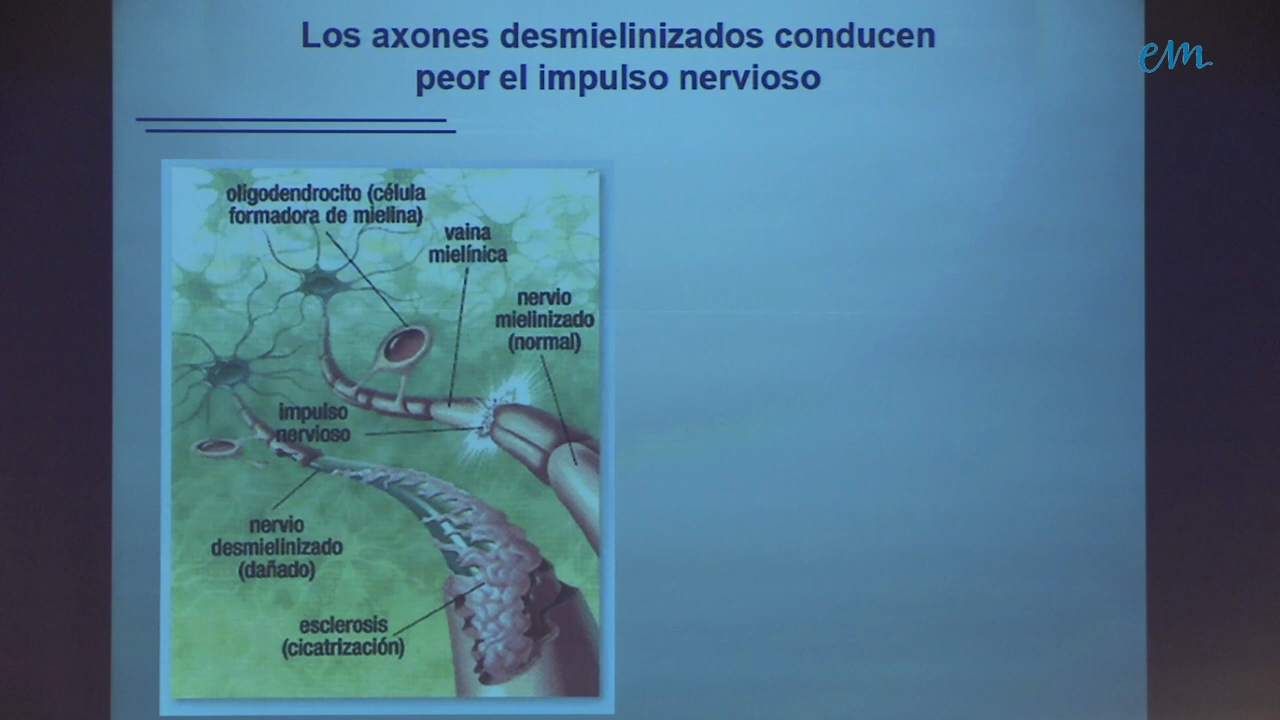 Los axones desmielinizados conducen
peor el impulso nervioso
em
oligodendrocito (célula
formadora de mielina)
vaina
mielínica
nervio
mielinizado
(normal)
impulso
nervioso
nervio
desmielinizado
(dañado)
esclerosis
(cicatrización)